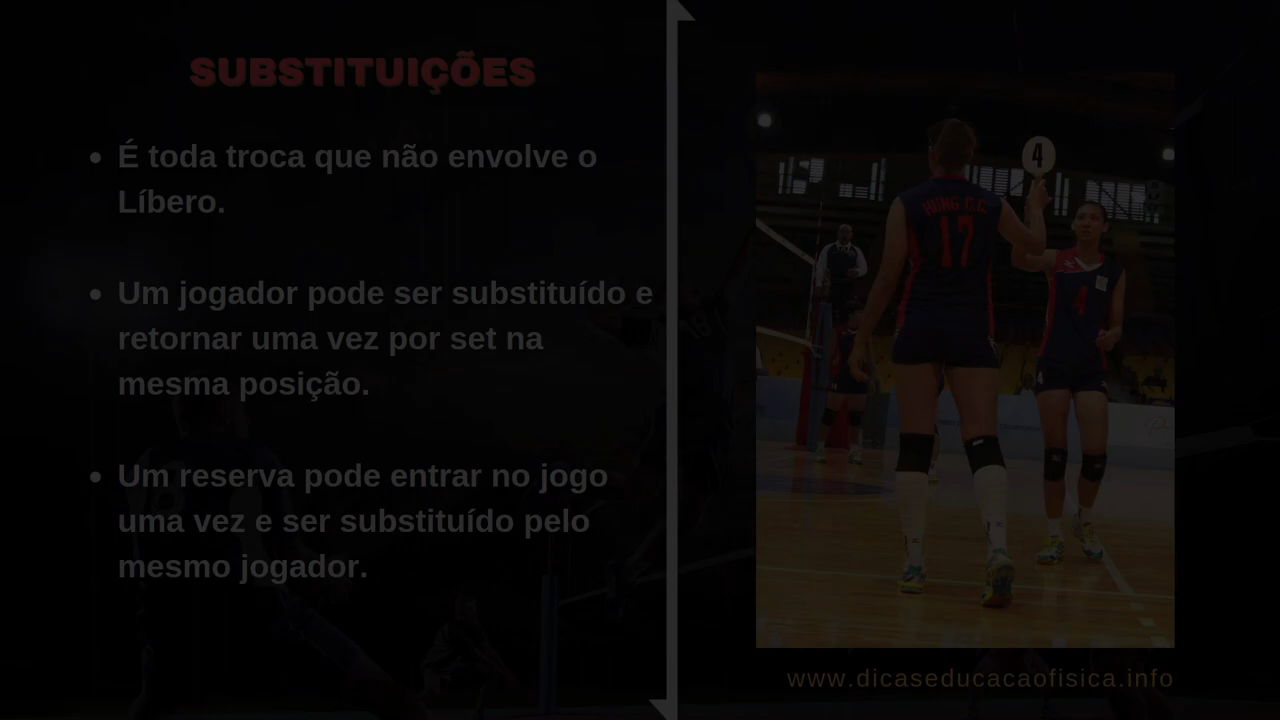 SUBSTITUIÇÕES
• É toda troca que não envolve o
Líbero.
• Um jogador pode ser substituído e
retornar uma vez por set na
mesma posição.
• Um reserva pode entrar no jogo
uma vez e ser substituído pelo
mesmo jogador.
4
HUNG C.C.
17
4
www.dicaseducacaofisica.info